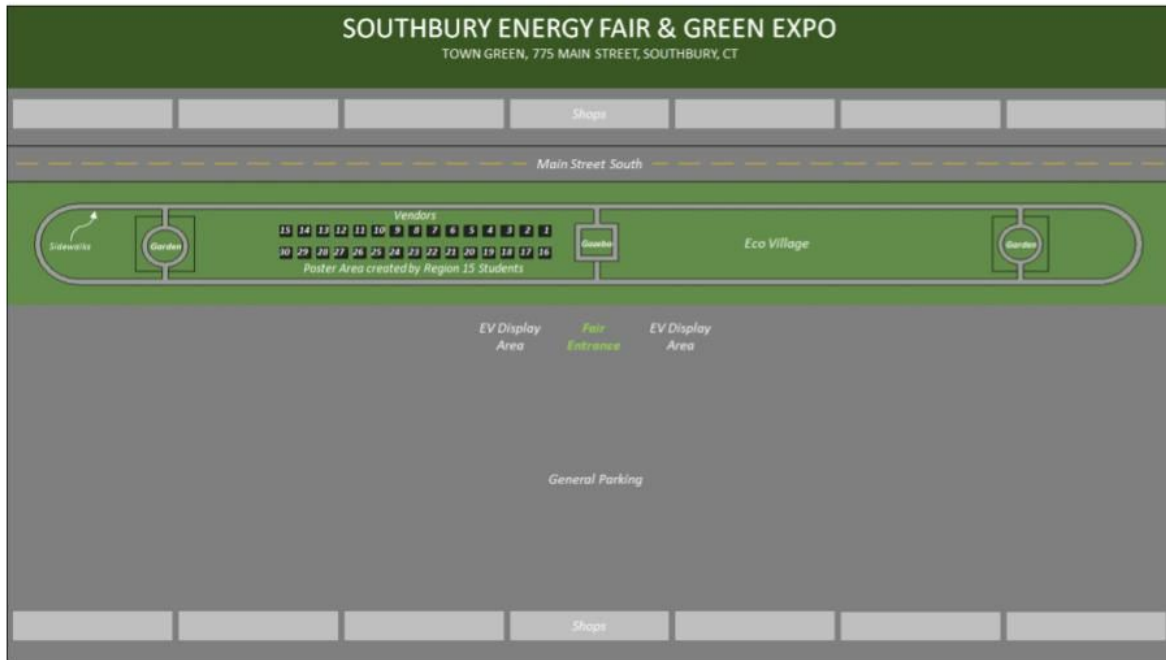 SOUTHBURY ENERGY FAIR & GREEN EXPO
TOWN GREEN, 775 MAIN STREET, SOUTHBURY, CT
Shops
Main Street South
Vendors
15 14 13 12 11 10 9 8 7 6 5 4 3 2 1
Sidewalks
Garden
Gazebo
Eco Village
Garden
30 29 28 27 26 25 24 23 22 21 20 19 18 17 16
Poster Area created by Region 15 Students
EV Display
Area
Fair
Entrance
EV Display
Area
General Parking
Shops